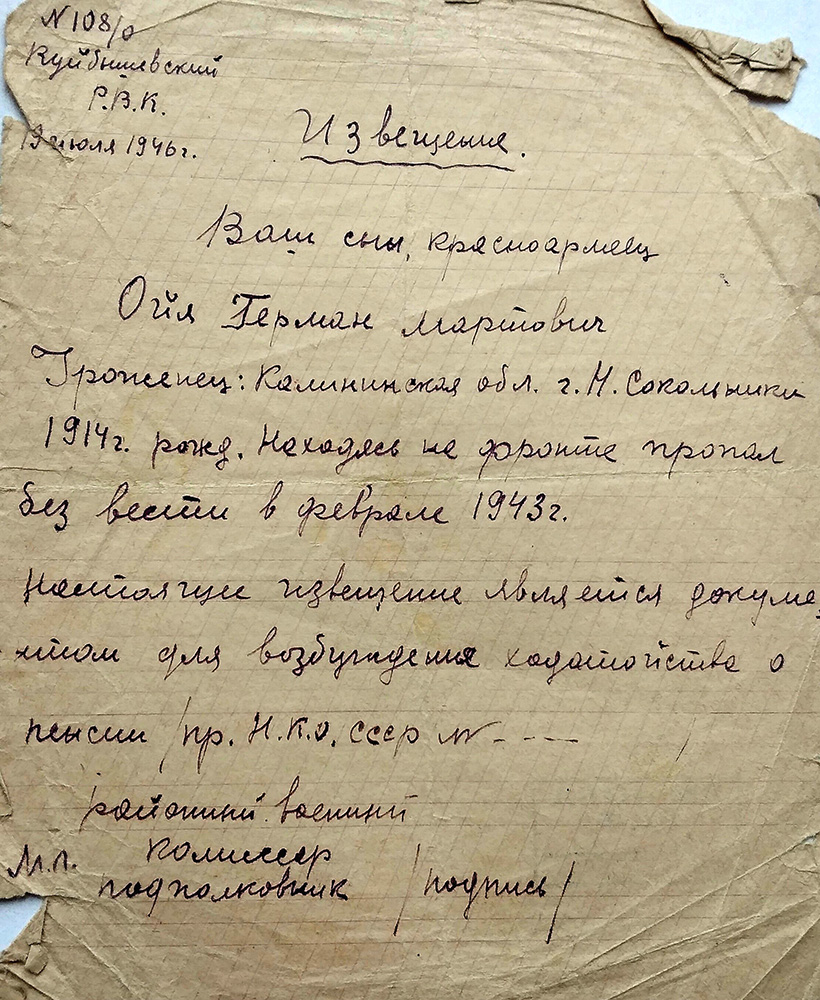 N 108/о
Куйбышевский
Р.В.К.
19 июля 1946г.
Извещение.
Ваш сын, красноармеец
Ойя Герман Мартович
Уроженец: Калининская обл. г. Н. Сокольники
1914г. рожд. Находясь на фронте пропал
без вести в феврале 1943г.
Настоящее извещение является докуме-
нтом для возбуждения ходатайства о
пенсии /пр. Н.К.О. СССР № - - - -
районный военный
комиссар
М.П.
подполковник /подпись/